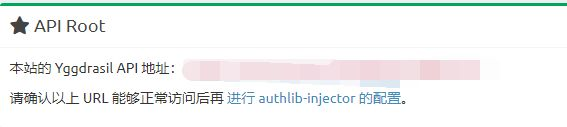 API Root
本站的 Yggdrasil API 地址：
请确认以上 URL 能够正常访问后再 进行 authlib-injector 的配置。